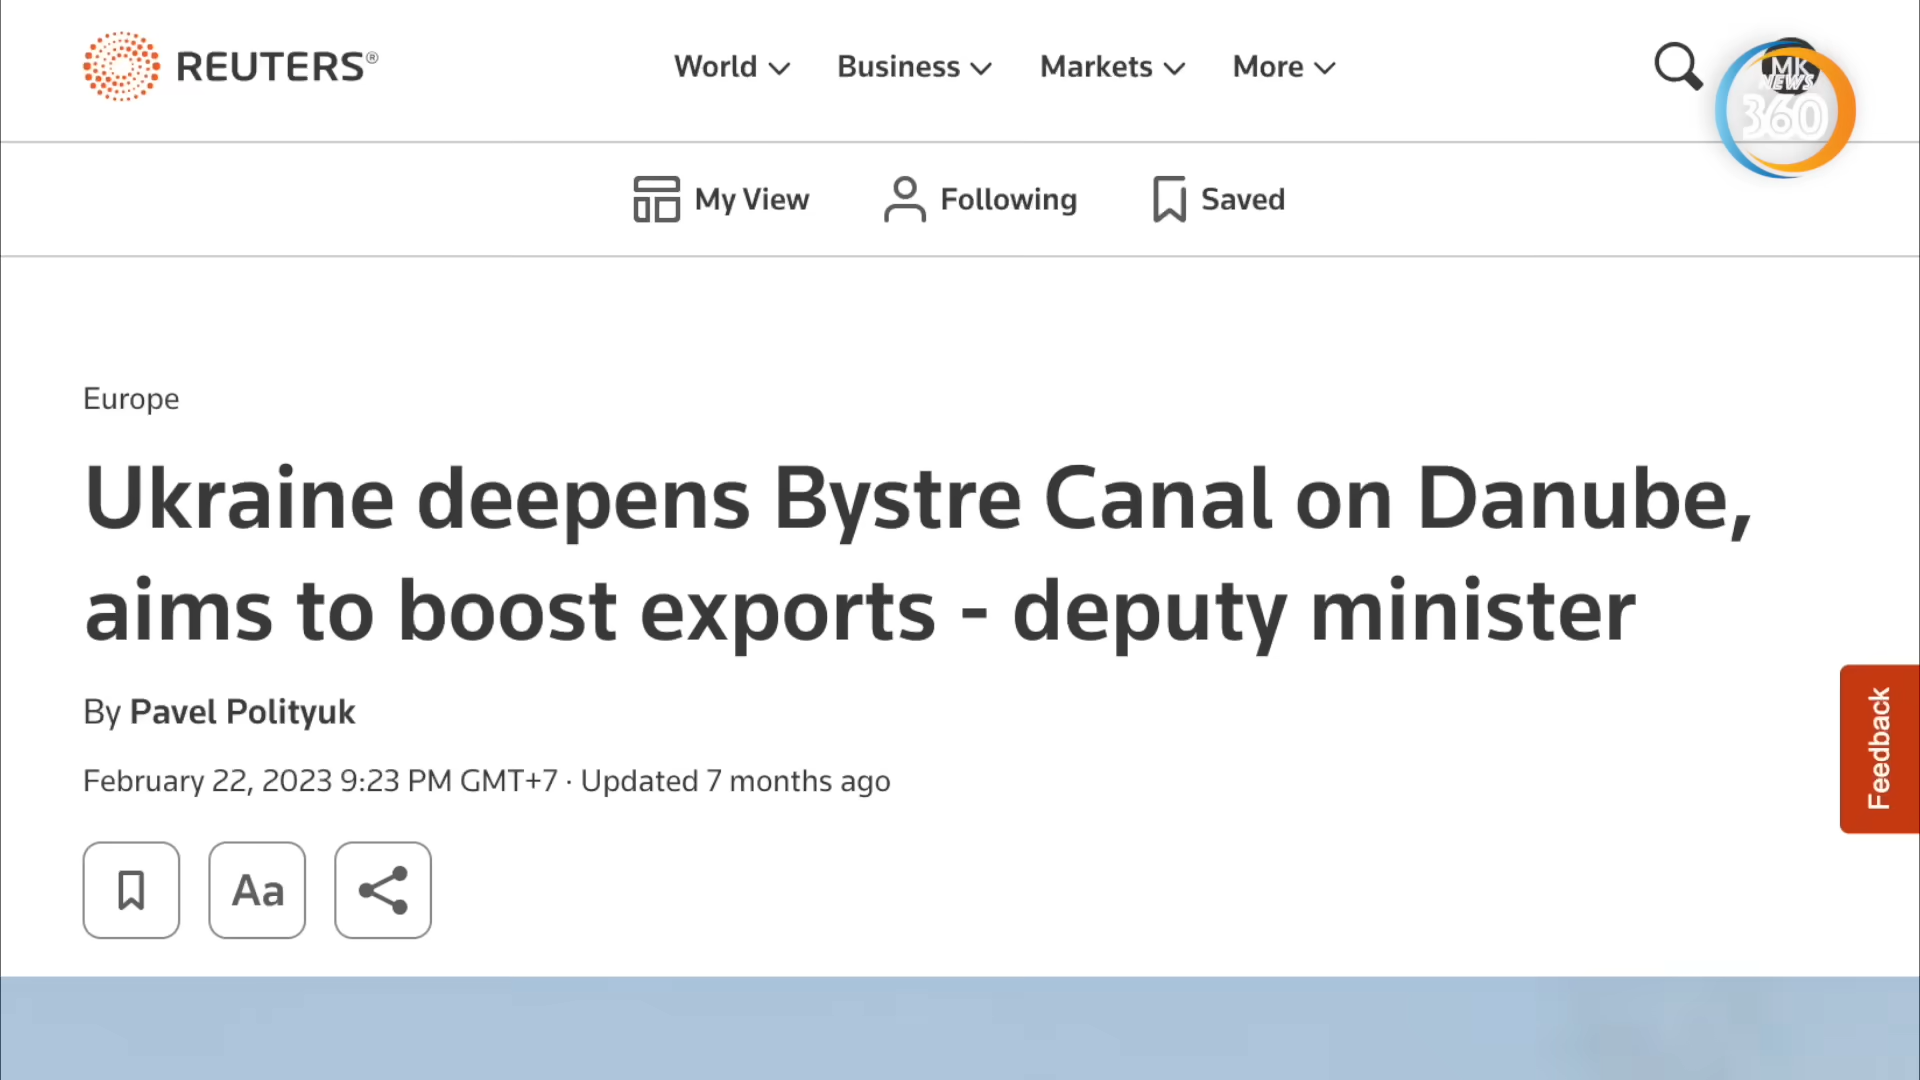 REUTERS®
World
Business
Markets
More
MK
NEWS
360
My View
Following
Saved
Europe
Ukraine deepens Bystre Canal on Danube,
aims to boost exports - deputy minister
By Pavel Polityuk
February 22, 2023 9:23 PM GMT+7 · Updated 7 months ago
Feedback
Aa